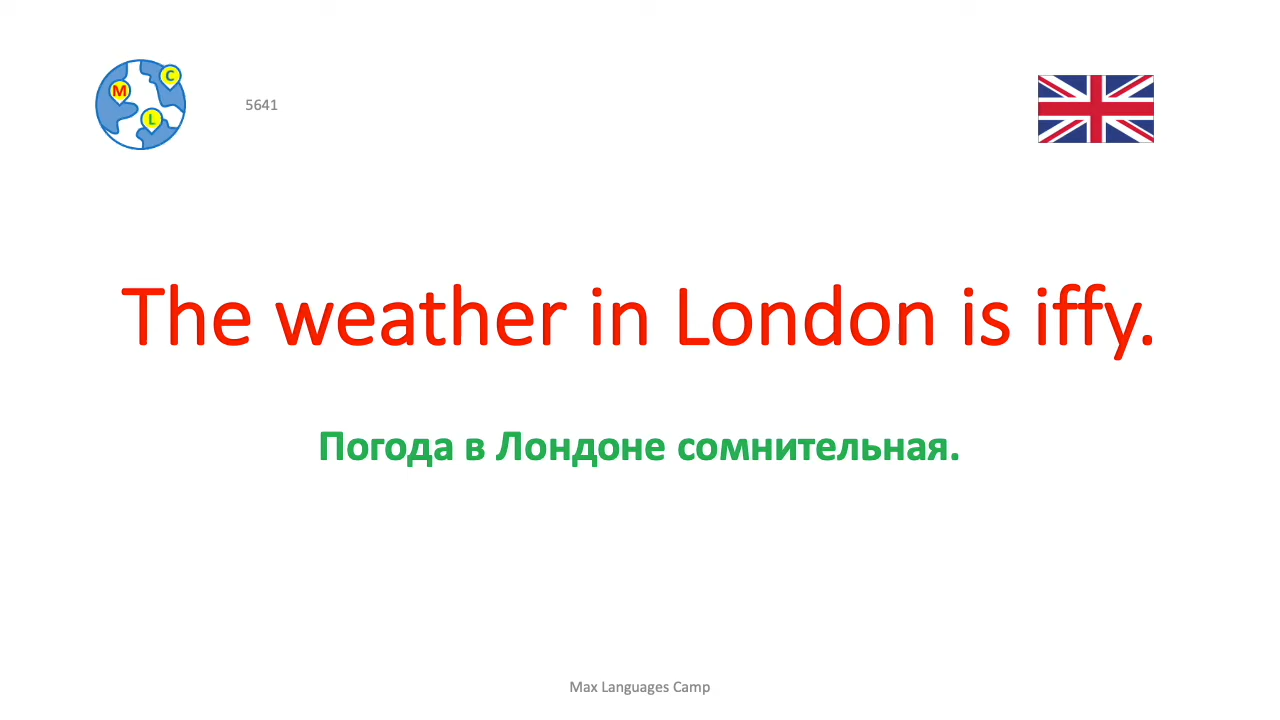 M
C
L
5641
The weather in London is iffy.
Погода в Лондоне сомнительная.
Max Languages Camp